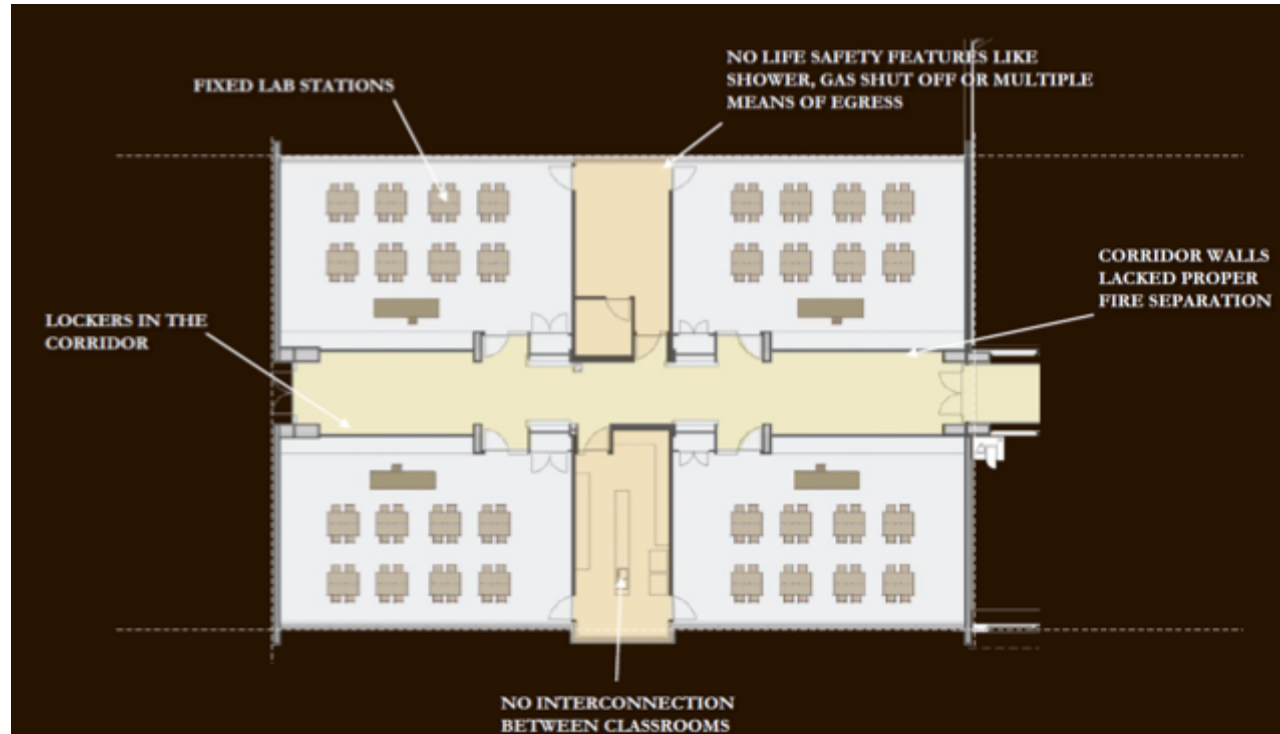 NO LIFE SAFETY FEATURES LIKE
SHOWER, GAS SHUT OFF OR MULTIPLE
MEANS OF EGRESS
FIXED LAB STATIONS
CORRIDOR WALLS
LACKED PROPER
FIRE SEPARATION
LOCKERS IN THE
CORRIDOR
NO INTERCONNECTION
BETWEEN CLASSROOMS